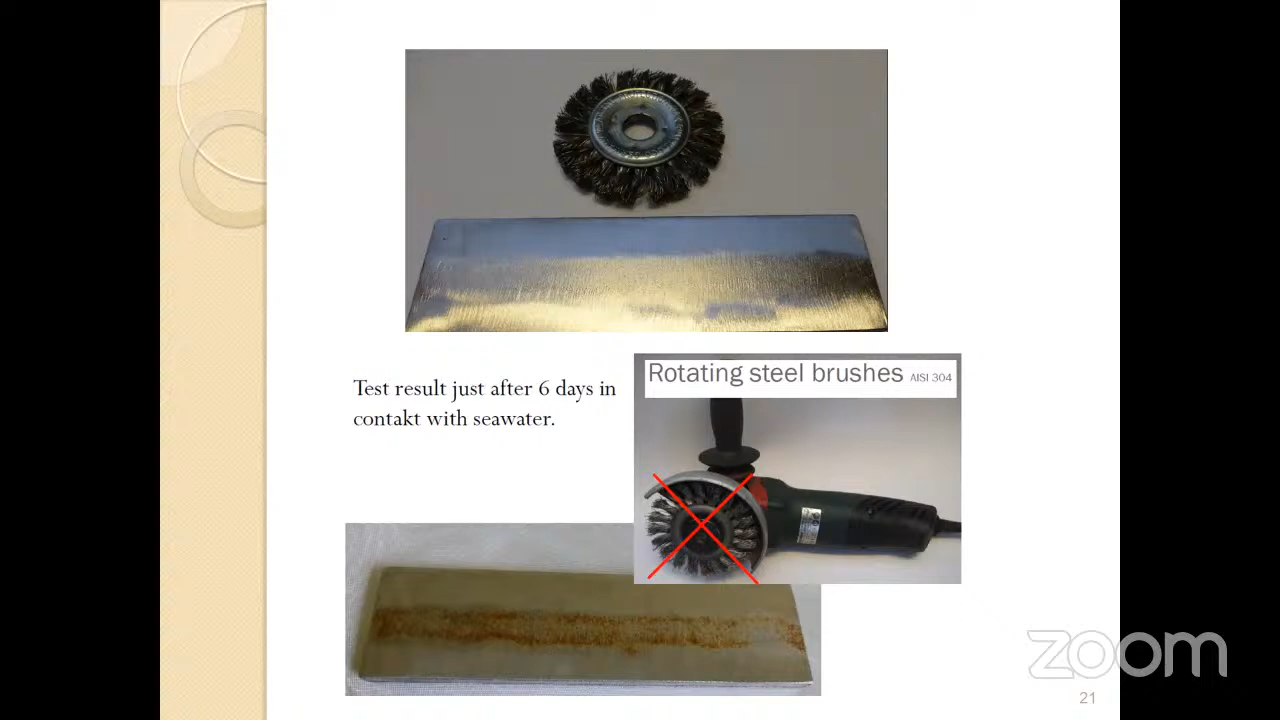 Rotating steel brushes AISI 304
Test result just after 6 days in
contakt with seawater.
zoom
21